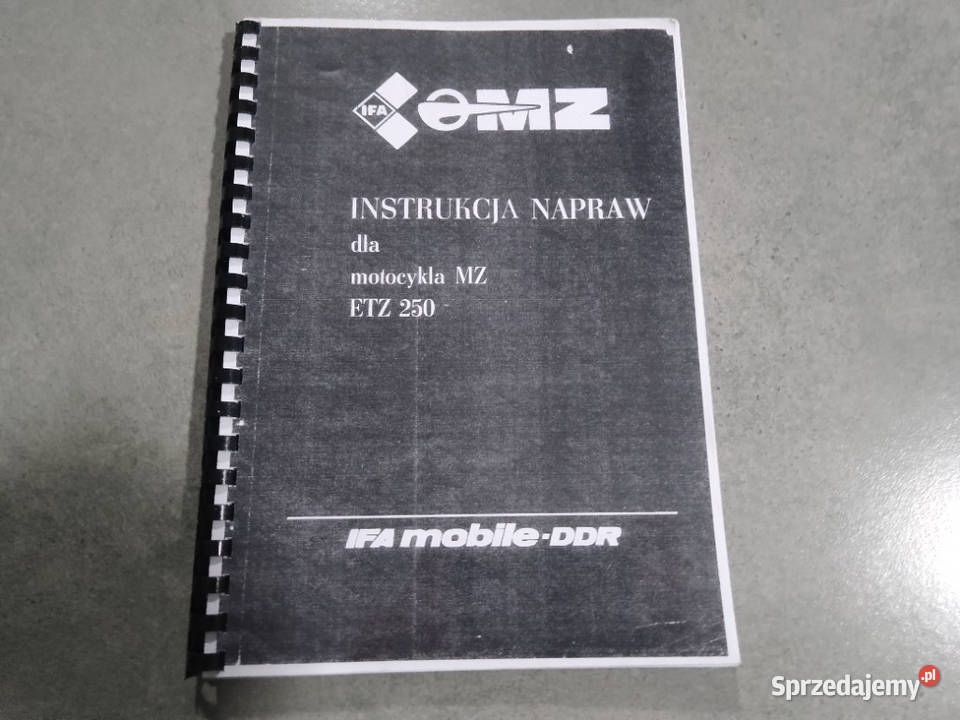 IFA MZ
INSTRUKCJA NAPRAW
dla
motocykla MZ
ETZ 250
IFA mobile-DDR
Sprzedajemy.pl